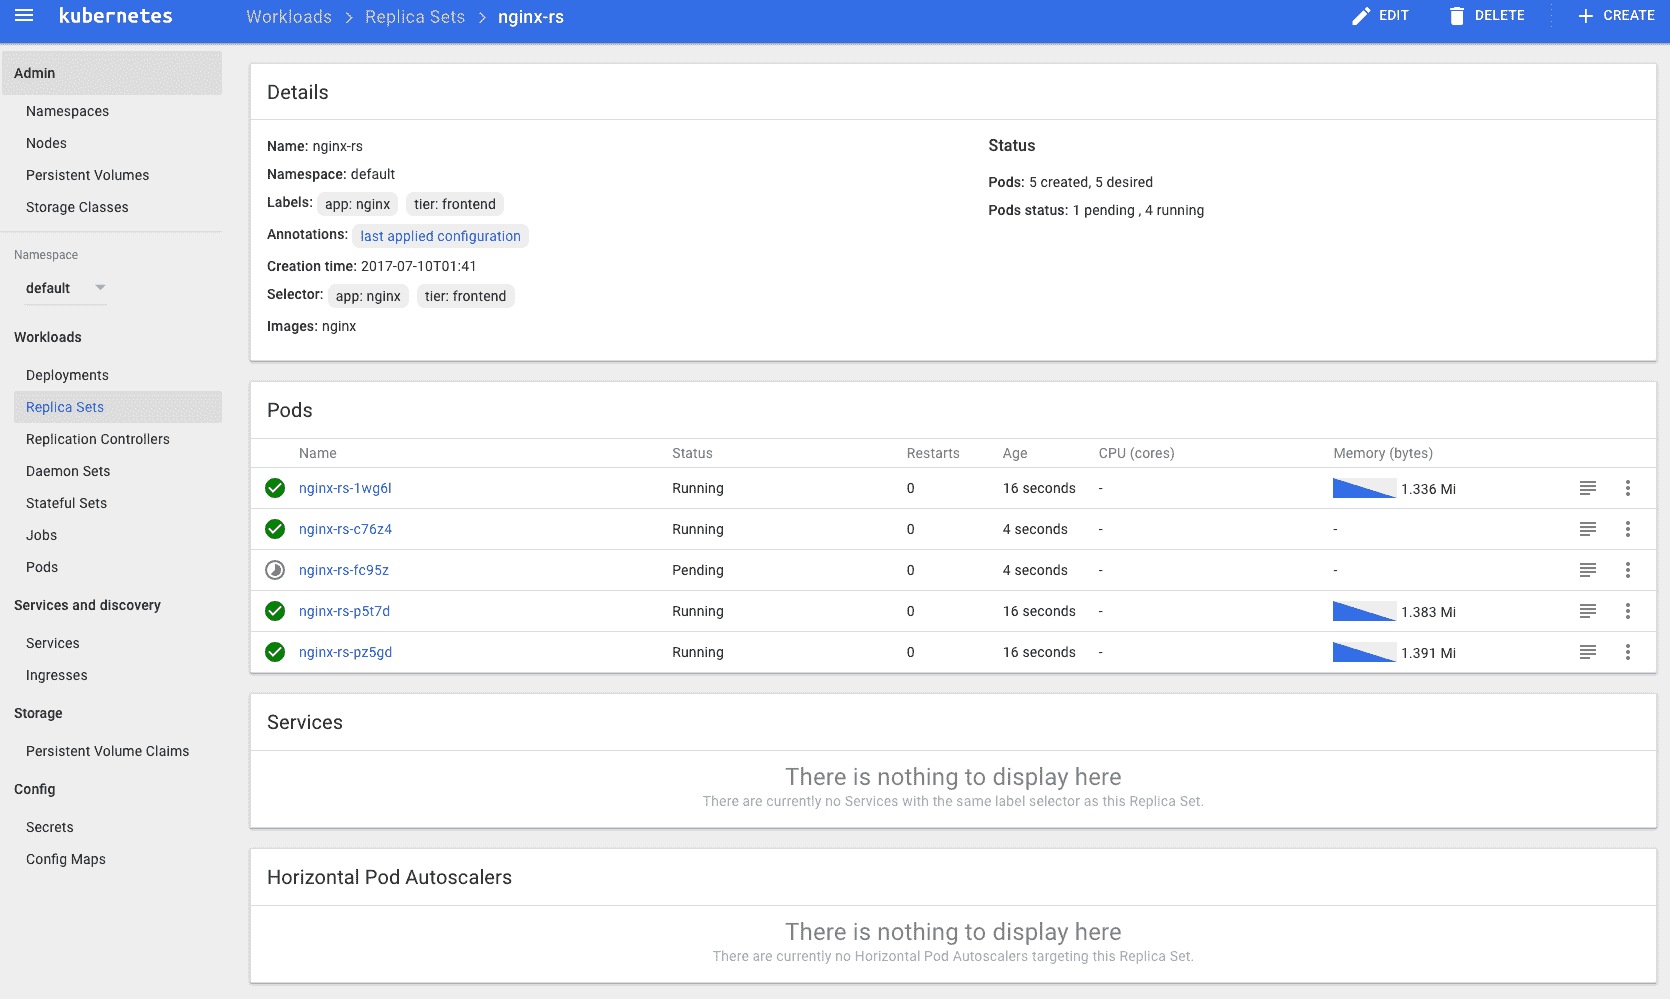 kubernetes
Workloads > Replica Sets > nginx-rs
EDIT
DELETE
CREATE
Admin
Namespaces
Nodes
Persistent Volumes
Storage Classes
Namespace
default
Workloads
Deployments
Replica Sets
Replication Controllers
Daemon Sets
Stateful Sets
Jobs
Pods
Services and discovery
Services
Ingresses
Storage
Persistent Volume Claims
Config
Secrets
Config Maps
Details
Name: nginx-rs
Namespace: default
Labels: app: nginx tier: frontend
Annotations: last applied configuration
Creation time: 2017-07-10T01:41
Selector: app: nginx tier: frontend
Images: nginx
Status
Pods: 5 created, 5 desired
Pods status: 1 pending , 4 running
Pods
Name Status Restarts Age CPU (cores) Memory (bytes)
nginx-rs-1wg6l Running 0 16 seconds - 1.336 Mi
nginx-rs-c76z4 Running 0 4 seconds - -
nginx-rs-fc95z Pending 0 4 seconds - -
nginx-rs-p5t7d Running 0 16 seconds - 1.383 Mi
nginx-rs-pz5gd Running 0 16 seconds - 1.391 Mi
Services
There is nothing to display here
There are currently no Services with the same label selector as this Replica Set.
Horizontal Pod Autoscalers
There is nothing to display here
There are currently no Horizontal Pod Autoscalers targeting this Replica Set.